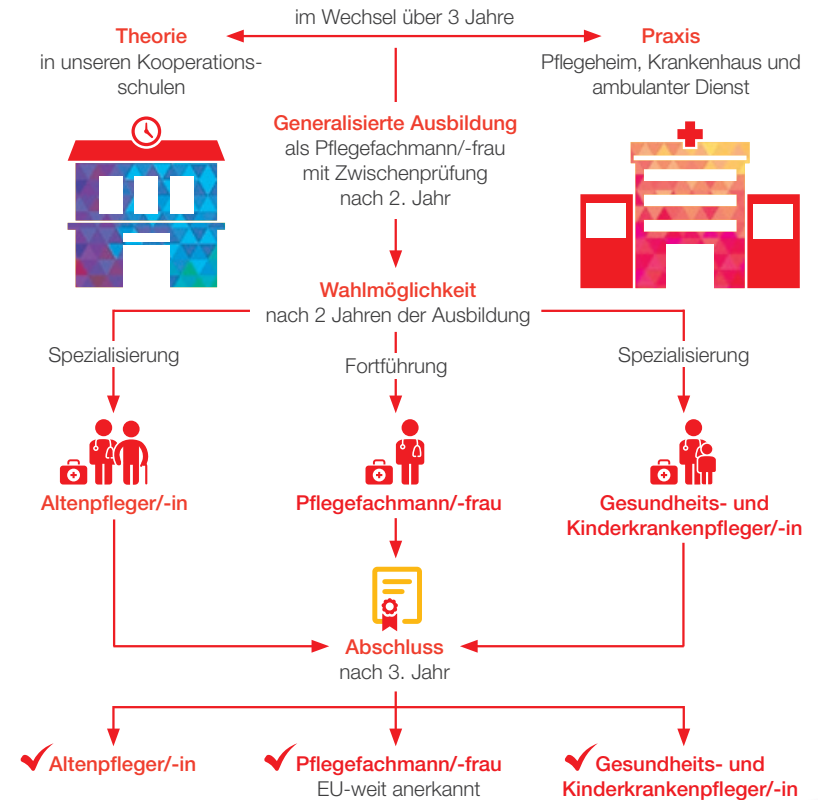 im Wechsel über 3 Jahre
Theorie
in unseren Kooperations-
schulen
Praxis
Pflegeheim, Krankenhaus und
ambulanter Dienst
Generalisierte Ausbildung
als Pflegefachmann/-frau
mit Zwischenprüfung
nach 2. Jahr
Wahlmöglichkeit
nach 2 Jahren der Ausbildung
Spezialisierung
Fortführung
Spezialisierung
Altenpfleger/-in
Pflegefachmann/-frau
Gesundheits- und
Kinderkrankenpfleger/-in
Abschluss
nach 3. Jahr
Altenpfleger/-in
Pflegefachmann/-frau
EU-weit anerkannt
Gesundheits- und
Kinderkrankenpfleger/-in